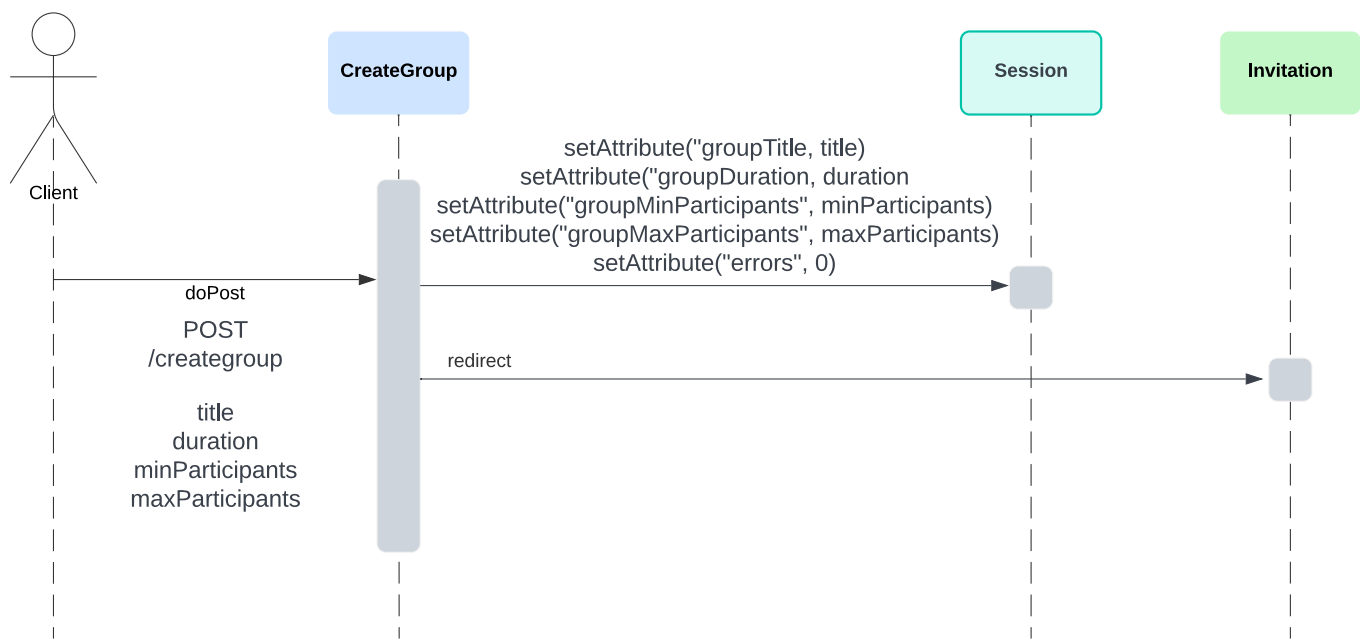 CreateGroup
Session
Invitation
Client
setAttribute("groupTitle, title)
setAttribute("groupDuration, duration
setAttribute("groupMinParticipants", minParticipants)
setAttribute("groupMaxParticipants", maxParticipants)
setAttribute("errors", 0)
doPost
POST
/creategroup
title
duration
minParticipants
maxParticipants
redirect